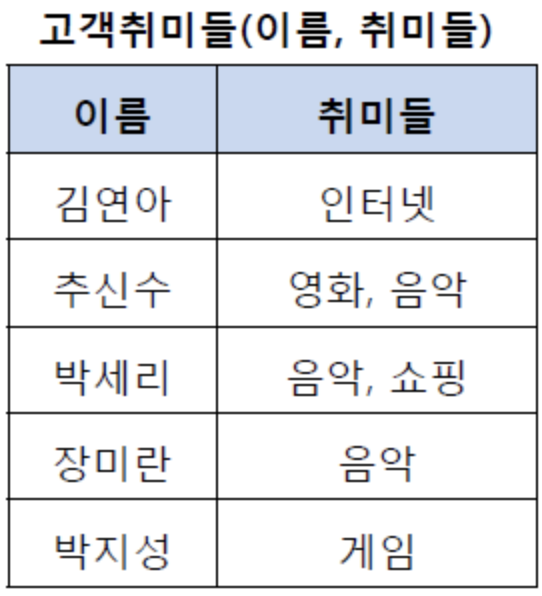 고객취미들(이름, 취미들)
이름 취미들
김연아 인터넷
추신수 영화, 음악
박세리 음악, 쇼핑
장미란 음악
박지성 게임